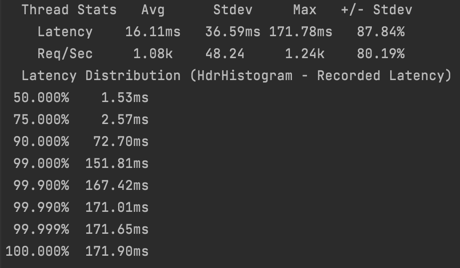 Thread Stats   Avg      Stdev     Max   +/- Stdev
Latency    16.11ms   36.59ms 171.78ms   87.84%
Req/Sec     1.08k    48.24     1.24k    80.19%
Latency Distribution (HdrHistogram - Recorded Latency)
50.000%    1.53ms
75.000%    2.57ms
90.000%   72.70ms
99.000%  151.81ms
99.900%  167.42ms
99.990%  171.01ms
99.999%  171.65ms
100.000%  171.90ms